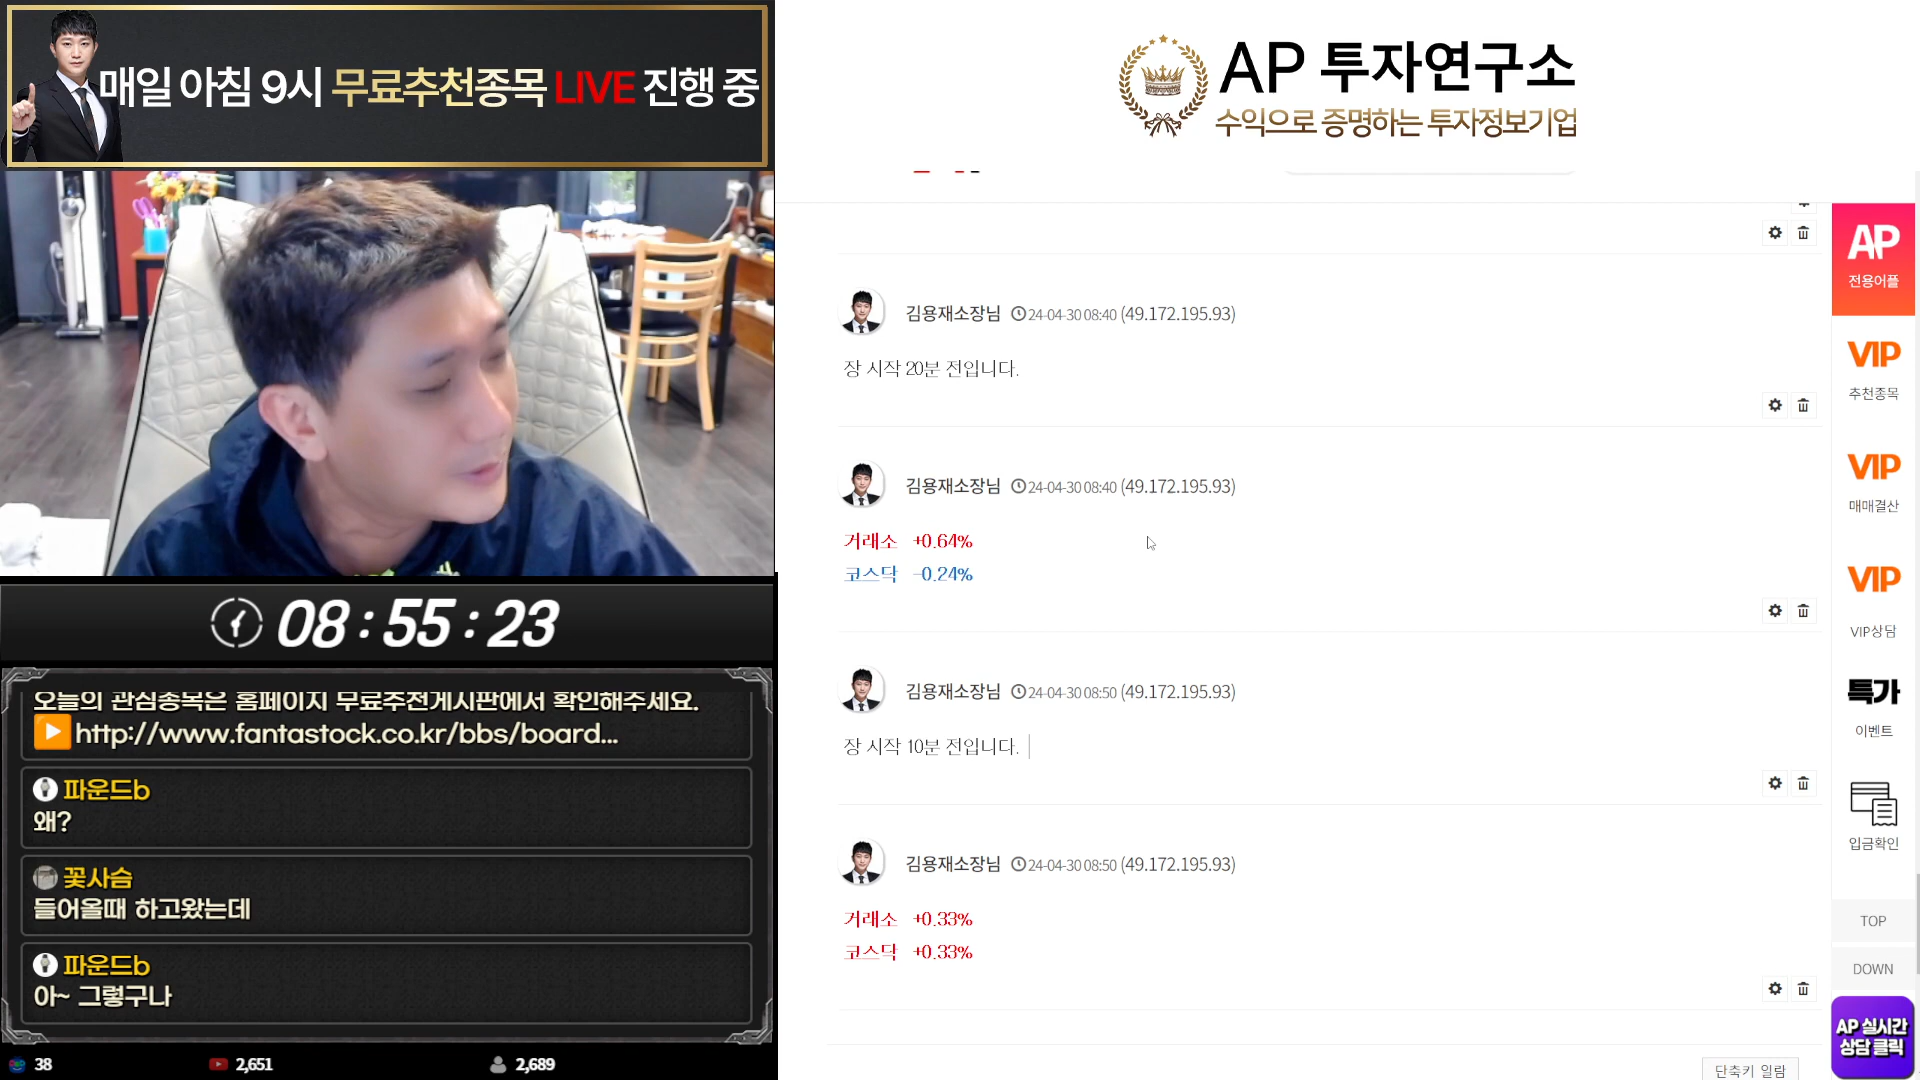 매일 아침 9시 무료추천종목 LIVE 진행 중
AP 투자연구소
수익으로 증명하는 투자정보기업
김용재소장님 24-04-30 08:40 (49.172.195.93)
장 시작 20분 전입니다.
김용재소장님 24-04-30 08:40 (49.172.195.93)
거래소 +0.64%
코스닥 -0.24%
김용재소장님 24-04-30 08:50 (49.172.195.93)
장 시작 10분 전입니다.
김용재소장님 24-04-30 08:50 (49.172.195.93)
거래소 +0.33%
코스닥 +0.33%
단축키 일람
AP
전용어플
VIP
추천종목
VIP
매매결산
VIP
VIP상담
특가
이벤트
입금확인
TOP
DOWN
AP 실시간
상담 클릭
08:55:23
오늘의 관심종목은 홈페이지 무료추천게시판에서 확인해주세요.
http://www.fantastock.co.kr/bbs/board...
파운드b
왜?
꽃사슴
들어올때 하고왔는데
파운드b
아~ 그렇구나
38
2,651
2,689